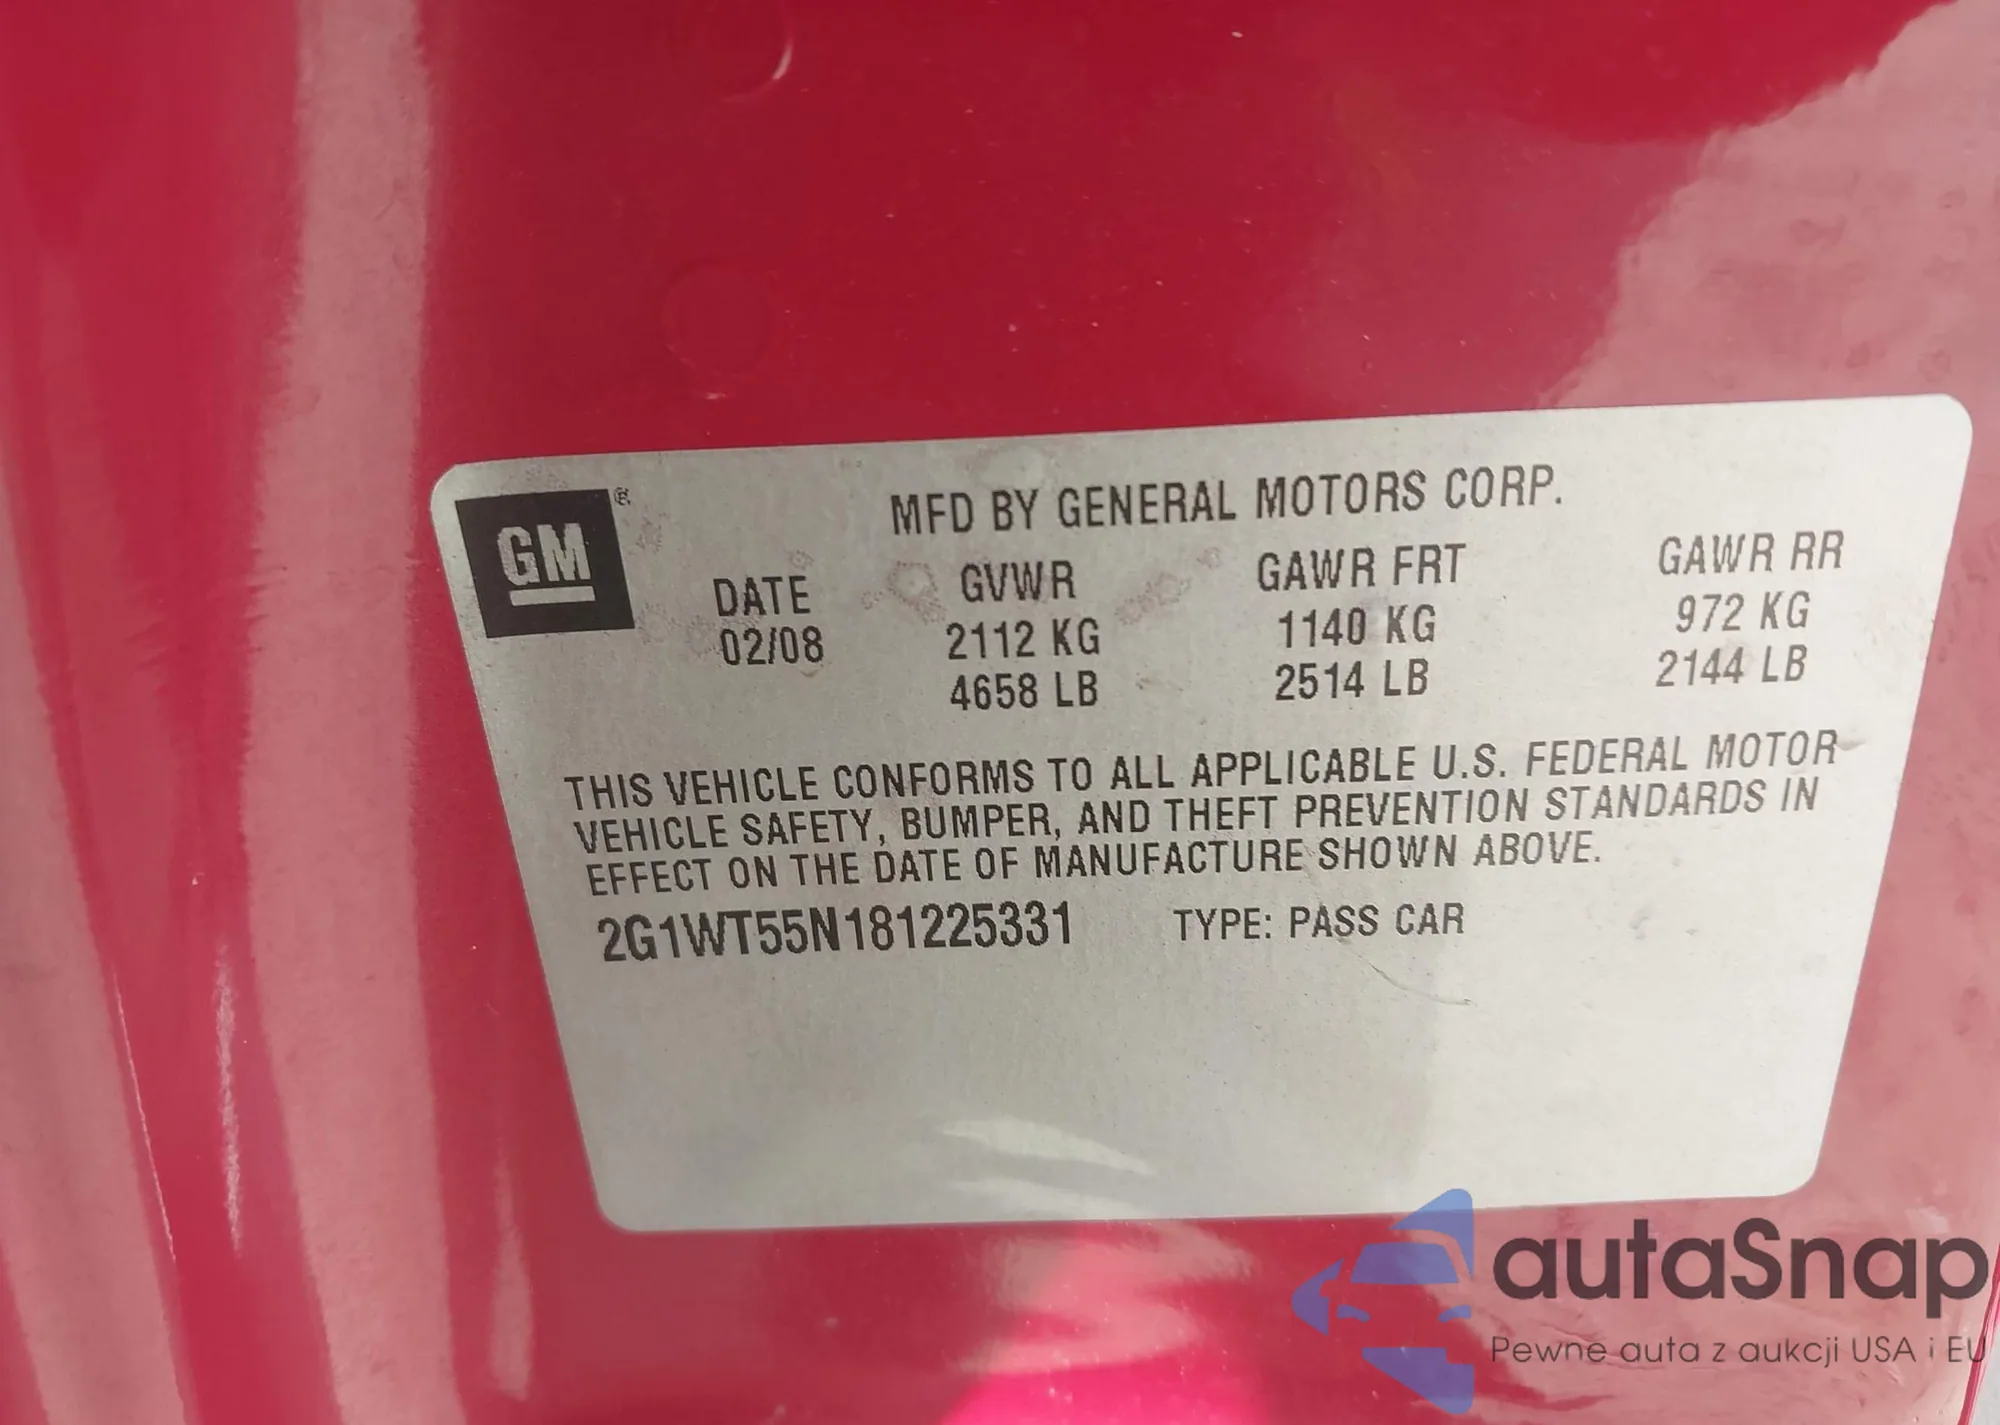 GM ®
MFD BY GENERAL MOTORS CORP.
DATE GVWR GAWR FRT GAWR RR
02/08 2112 KG 1140 KG 972 KG
4658 LB 2514 LB 2144 LB
THIS VEHICLE CONFORMS TO ALL APPLICABLE U.S. FEDERAL MOTOR
VEHICLE SAFETY, BUMPER, AND THEFT PREVENTION STANDARDS IN
EFFECT ON THE DATE OF MANUFACTURE SHOWN ABOVE.
2G1WT55N181225331 TYPE: PASS CAR
autaSnap
Pewne auta z aukcji USA i EU